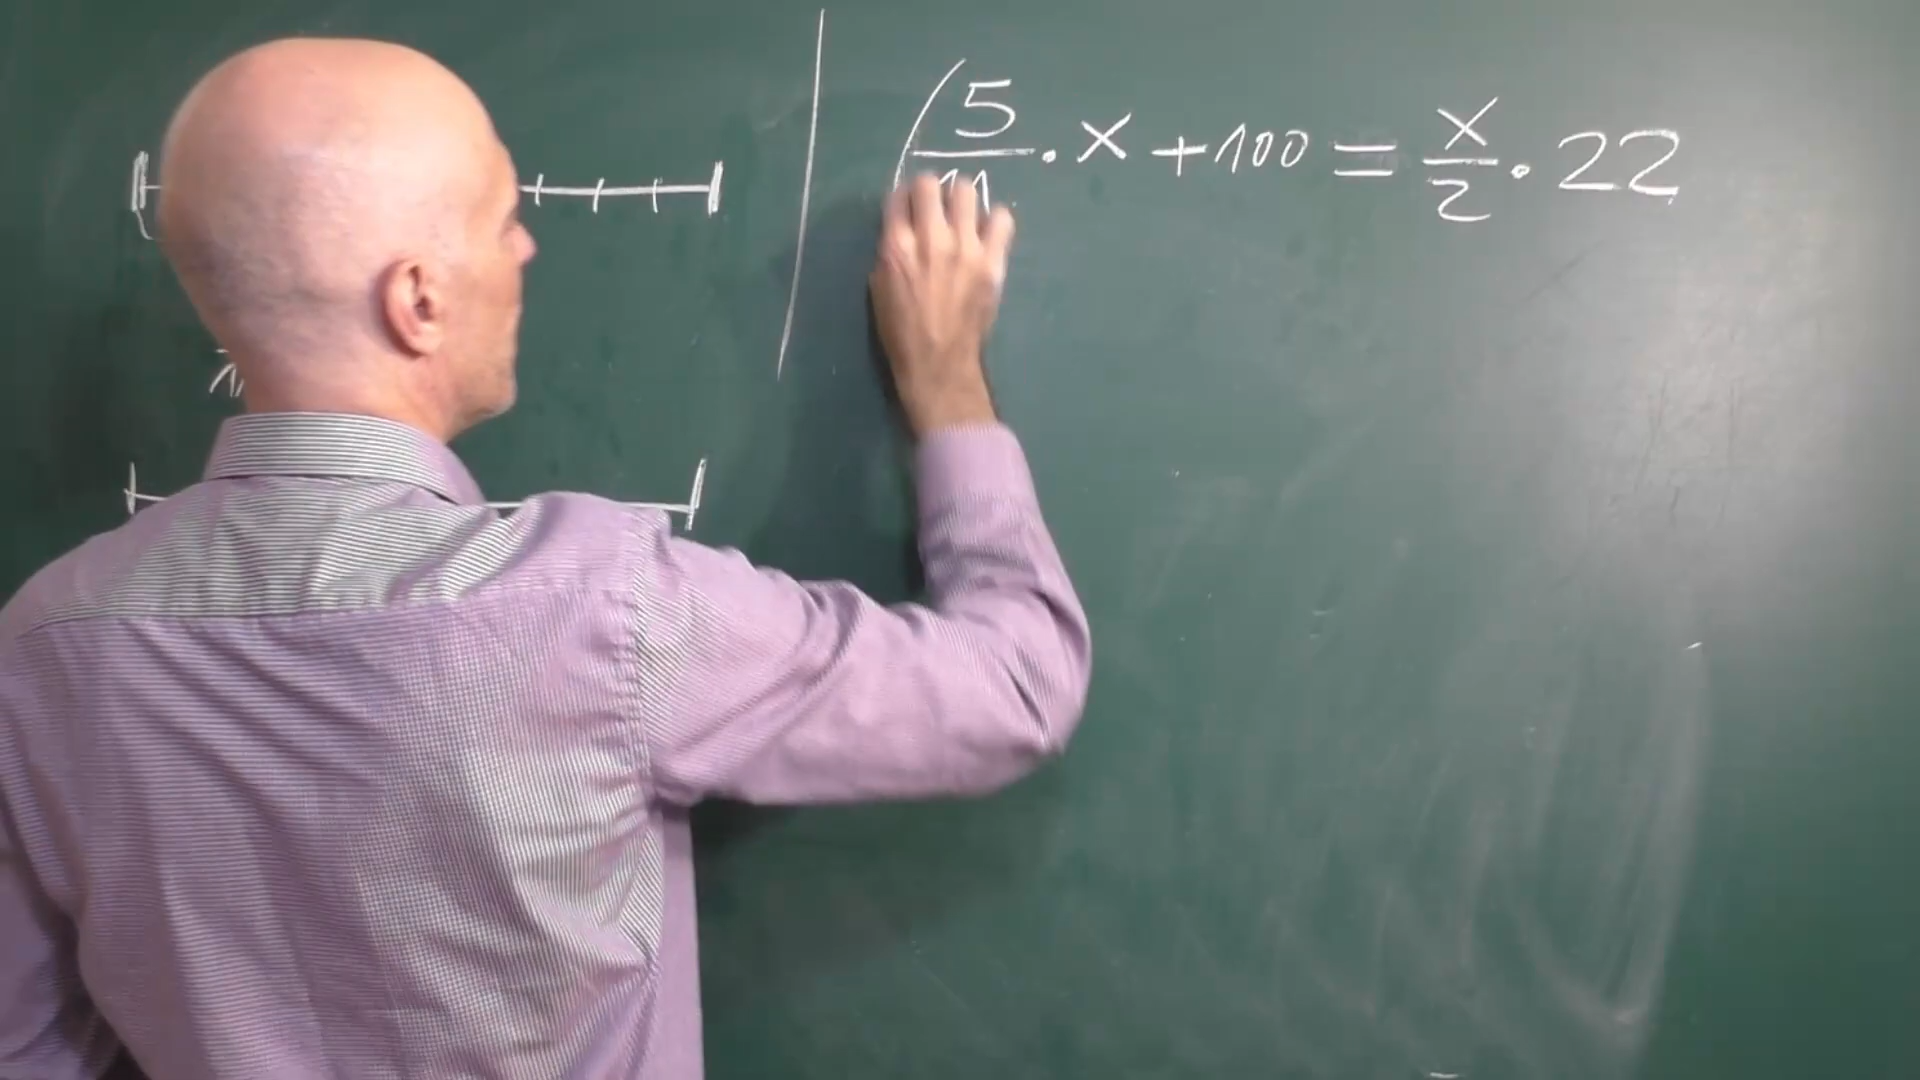 (5/11 · x + 100 = x/2 · 22